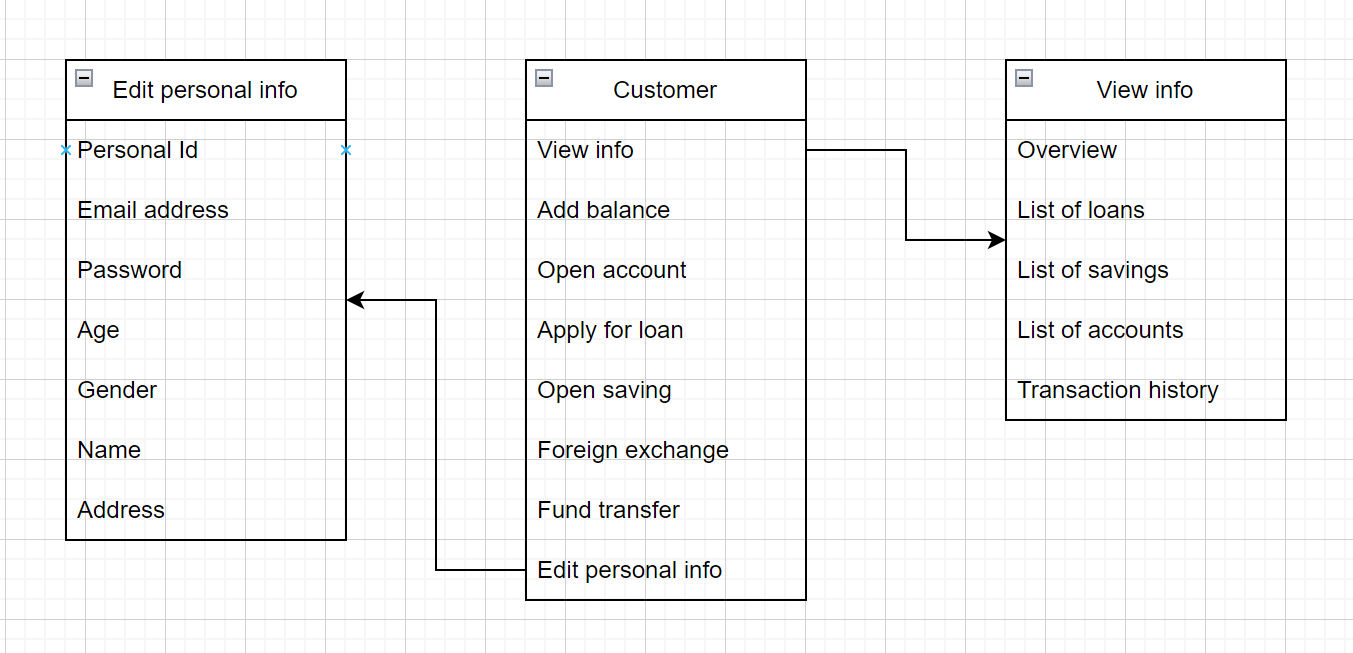 Edit personal info
Personal Id
Email address
Password
Age
Gender
Name
Address
Customer
View info
Add balance
Open account
Apply for loan
Open saving
Foreign exchange
Fund transfer
Edit personal info
View info
Overview
List of loans
List of savings
List of accounts
Transaction history